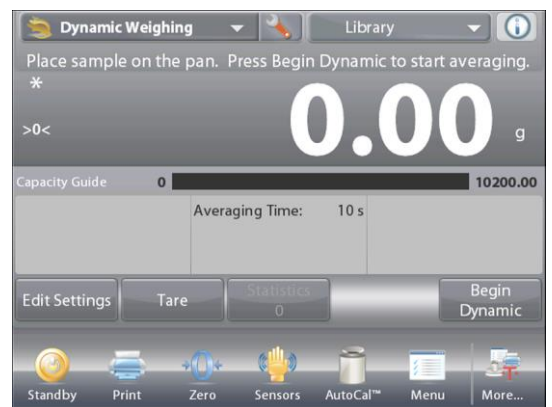 Dynamic Weighing
Library
Place sample on the pan. Press Begin Dynamic to start averaging.
*
>0<
0.00 g
Capacity Guide 0 10200.00
Averaging Time: 10 s
Edit Settings
Tare
Statistics
0
Begin
Dynamic
Standby
Print
Zero
Sensors
AutoCal™
Menu
More...